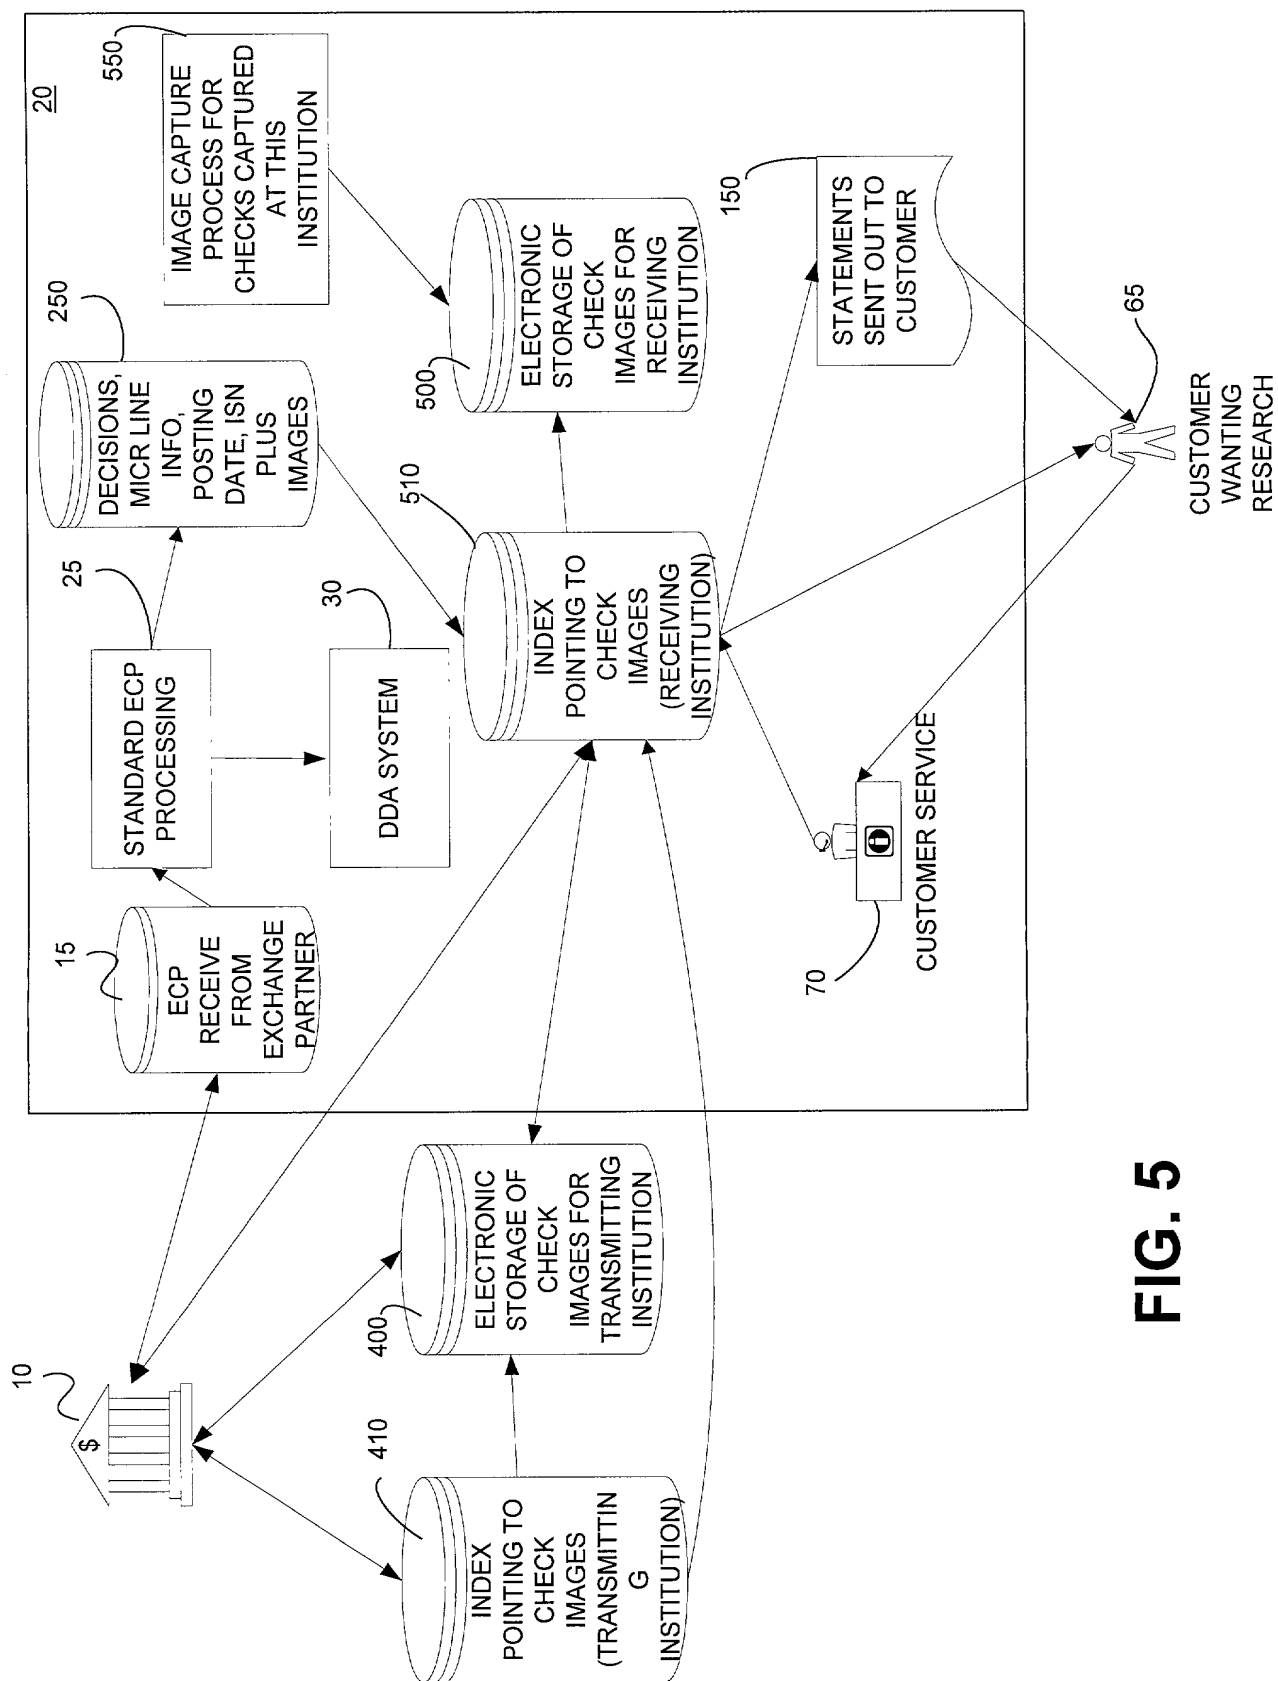 10
$
410
INDEX
POINTING TO
CHECK
IMAGES
(TRANSMITTIN
G
INSTITUTION)
400
ELECTRONIC
STORAGE OF
CHECK
IMAGES FOR
TRANSMITTING
INSTITUTION
20
15
ECP
RECEIVE
FROM
EXCHANGE
PARTNER
25
STANDARD ECP
PROCESSING
30
DDA SYSTEM
250
DECISIONS,
MICR LINE
INFO,
POSTING
DATE, ISN
PLUS
IMAGES
550
IMAGE CAPTURE
PROCESS FOR
CHECKS CAPTURED
AT THIS
INSTITUTION
510
INDEX
POINTING TO
CHECK
IMAGES
(RECEIVING
INSTITUTION)
500
ELECTRONIC
STORAGE OF
CHECK
IMAGES FOR
RECEIVING
INSTITUTION
70
i
CUSTOMER SERVICE
150
STATEMENTS
SENT OUT TO
CUSTOMER
65
CUSTOMER
WANTING
RESEARCH
FIG. 5